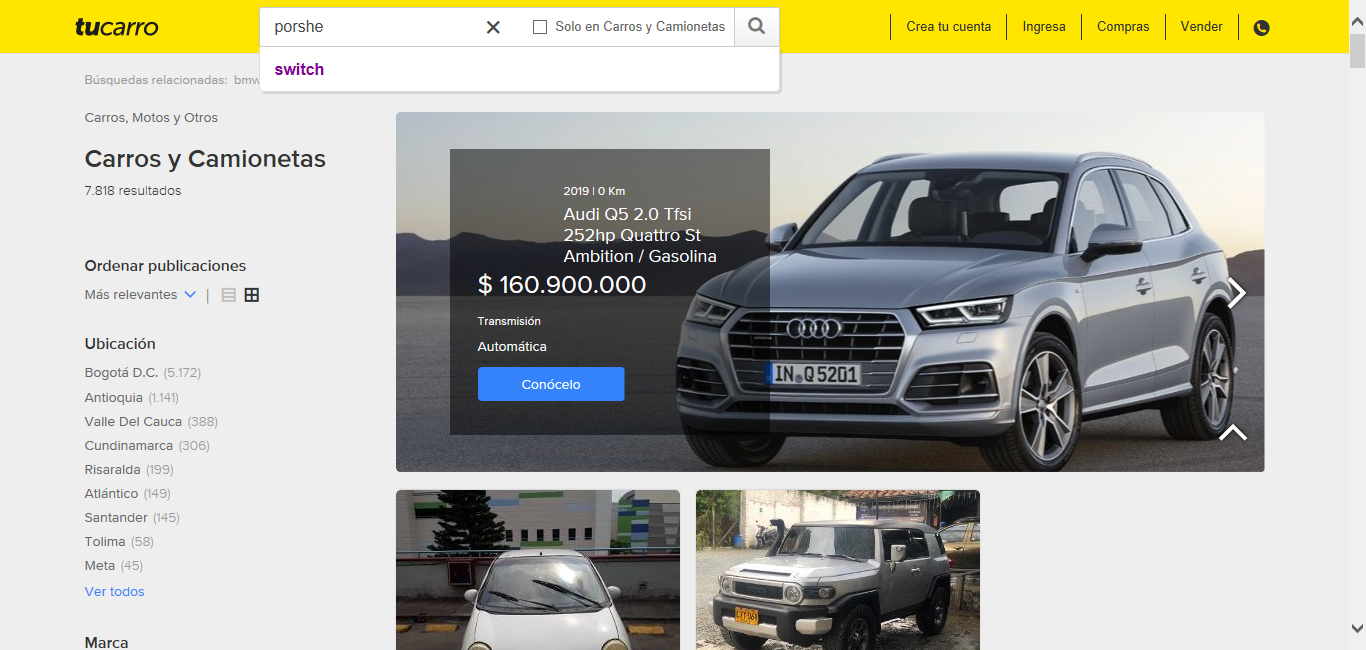 tucarro
porshe
Solo en Carros y Camionetas
Crea tu cuenta
Ingresa
Compras
Vender
switch
Búsquedas relacionadas: bmw
Carros, Motos y Otros
Carros y Camionetas
7.818 resultados
Ordenar publicaciones
Más relevantes
Ubicación
Bogotá D.C. (5.172)
Antioquia (1.141)
Valle Del Cauca (388)
Cundinamarca (306)
Risaralda (199)
Atlántico (149)
Santander (145)
Tolima (58)
Meta (45)
Ver todos
Marca
2019 | 0 Km
Audi Q5 2.0 Tfsi
252hp Quattro St
Ambition / Gasolina
$ 160.900.000
Transmisión
Automática
Conócelo
IN Q 5201